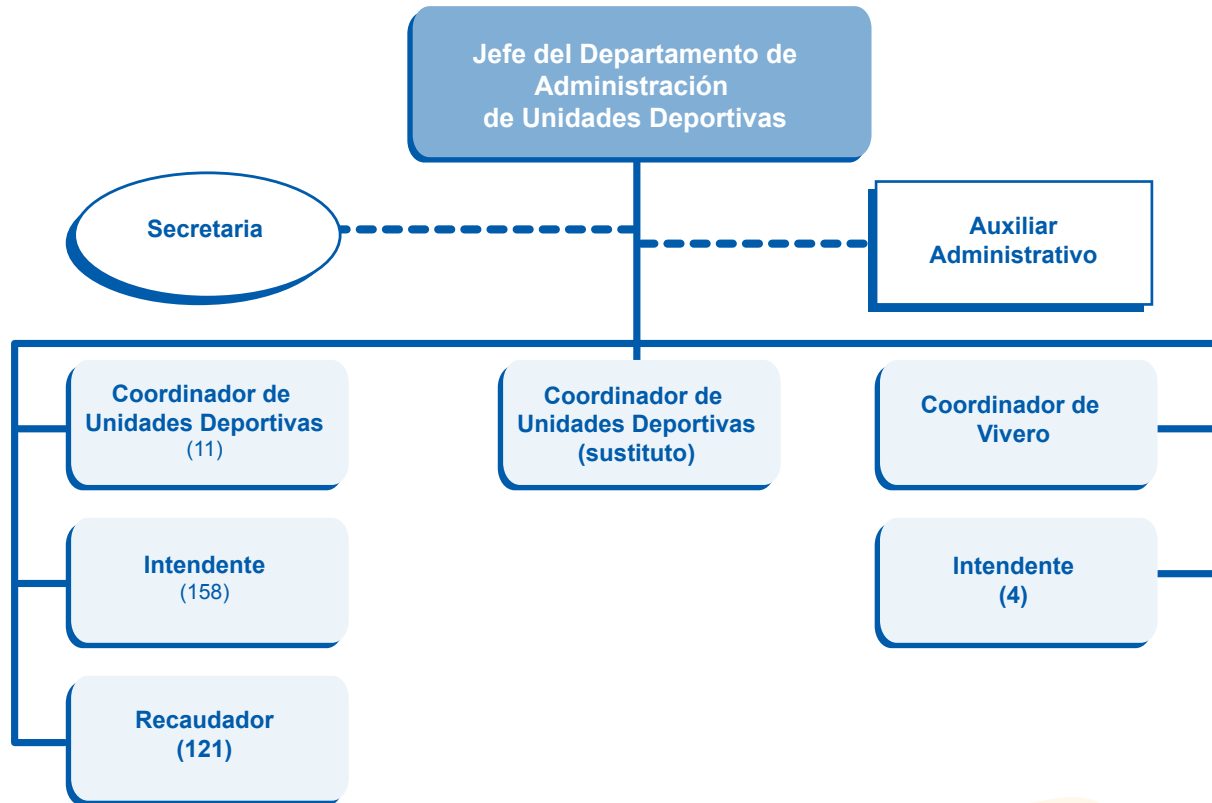 Jefe del Departamento de
Administración
de Unidades Deportivas
Secretaria
Auxiliar
Administrativo
Coordinador de
Unidades Deportivas
(11)
Coordinador de
Unidades Deportivas
(sustituto)
Coordinador de
Vivero
Intendente
(158)
Intendente
(4)
Recaudador
(121)